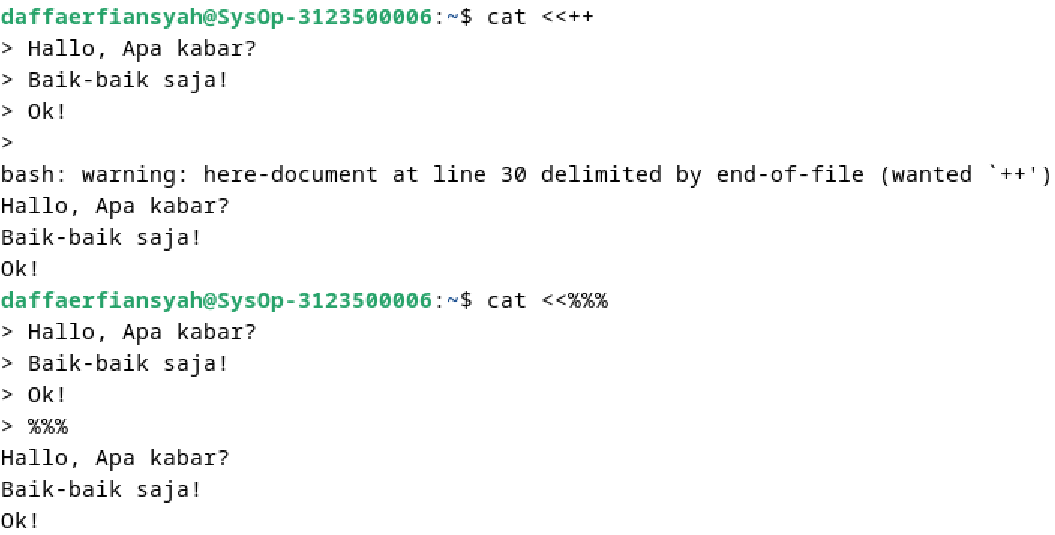 daffaerfiansyah@SysOp-3123500006:~$ cat <<++
> Hallo, Apa kabar?
> Baik-baik saja!
> Ok!
>
bash: warning: here-document at line 30 delimited by end-of-file (wanted `++')
Hallo, Apa kabar?
Baik-baik saja!
Ok!
daffaerfiansyah@SysOp-3123500006:~$ cat <<%%%
> Hallo, Apa kabar?
> Baik-baik saja!
> Ok!
> %%%
Hallo, Apa kabar?
Baik-baik saja!
Ok!